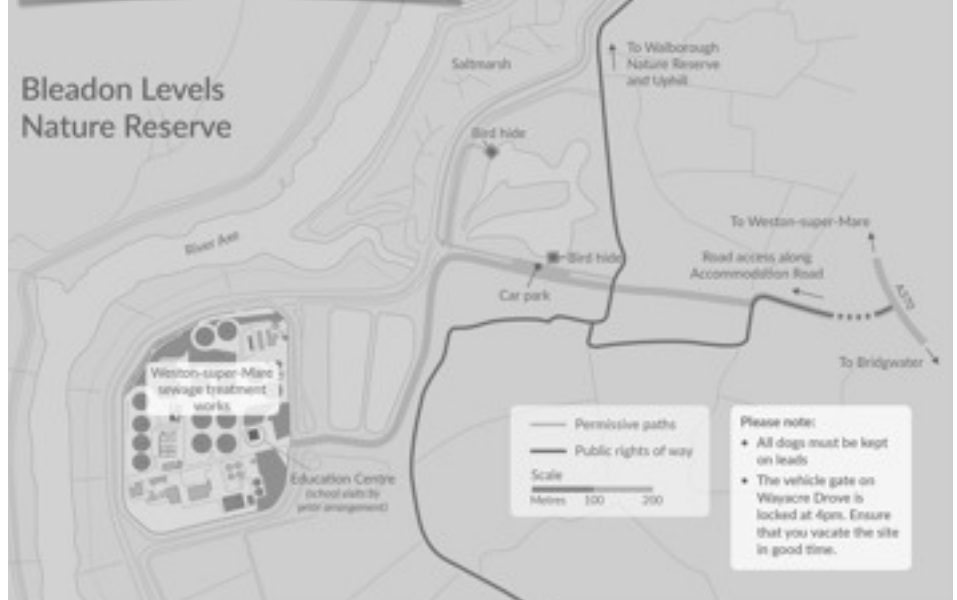 Bleadon Levels
Nature Reserve
Saltmarsh
To Walborough
Nature Reserve
and Uphill
Bird hide
River Axe
To Weston-super-Mare
Bird hide
Road access along
Accommodation Road
Car park
A370
To Bridgwater
Weston-super-Mare
sewage treatment
works
Education Centre
(school visits by
prior arrangement)
Permissive paths
Public rights of way
Scale
Metres 100 200
Please note:
• All dogs must be kept
on leads
• The vehicle gate on
Wayacre Drove is
locked at 4pm. Ensure
that you vacate the site
in good time.